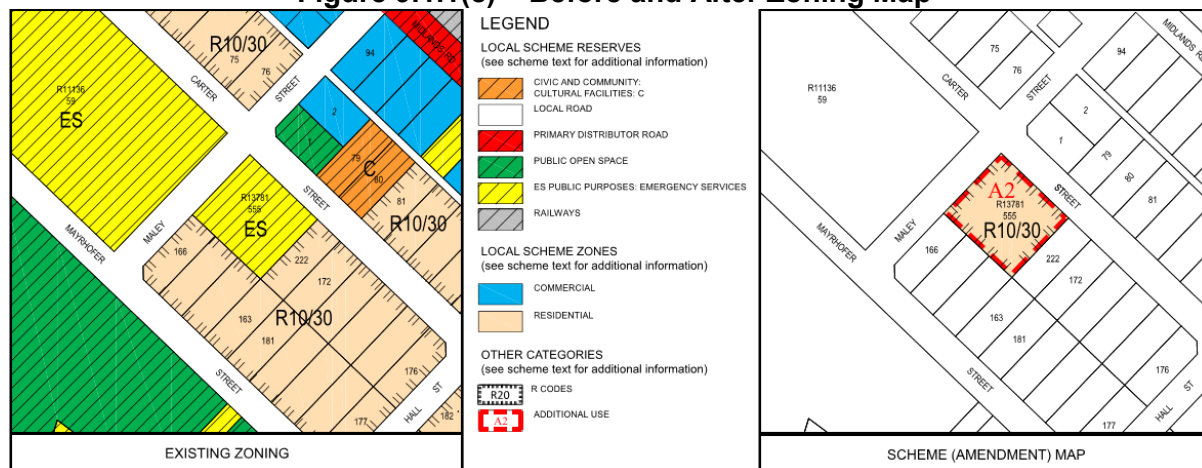 Figure 9.1.1(c) – Before and After Zoning Map
R10/30
75
76
CARTER
STREET
MIDLANDS RD
94
R11136
59
ES
2
1
79
C
80
81
R10/30
STREET
R13781
555
ES
MALEY
MAYRHOFER
166
222
172
163
R10/30
181
STREET
176
177
HALL ST
182
EXISTING ZONING
LEGEND
LOCAL SCHEME RESERVES
(see scheme text for additional information)
CIVIC AND COMMUNITY:
CULTURAL FACILITIES: C
LOCAL ROAD
PRIMARY DISTRIBUTOR ROAD
PUBLIC OPEN SPACE
ES PUBLIC PURPOSES: EMERGENCY SERVICES
RAILWAYS
LOCAL SCHEME ZONES
(see scheme text for additional information)
COMMERCIAL
RESIDENTIAL
OTHER CATEGORIES
(see scheme text for additional information)
R20
R CODES
A2
ADDITIONAL USE
R11136
59
CARTER
STREET
75
76
94
MIDLANDS R
2
1
79
80
81
STREET
A2
R13781
555
R10/30
MALEY
MAYRHOFER
166
222
172
163
181
STREET
176
177
HALL
ST
SCHEME (AMENDMENT) MAP